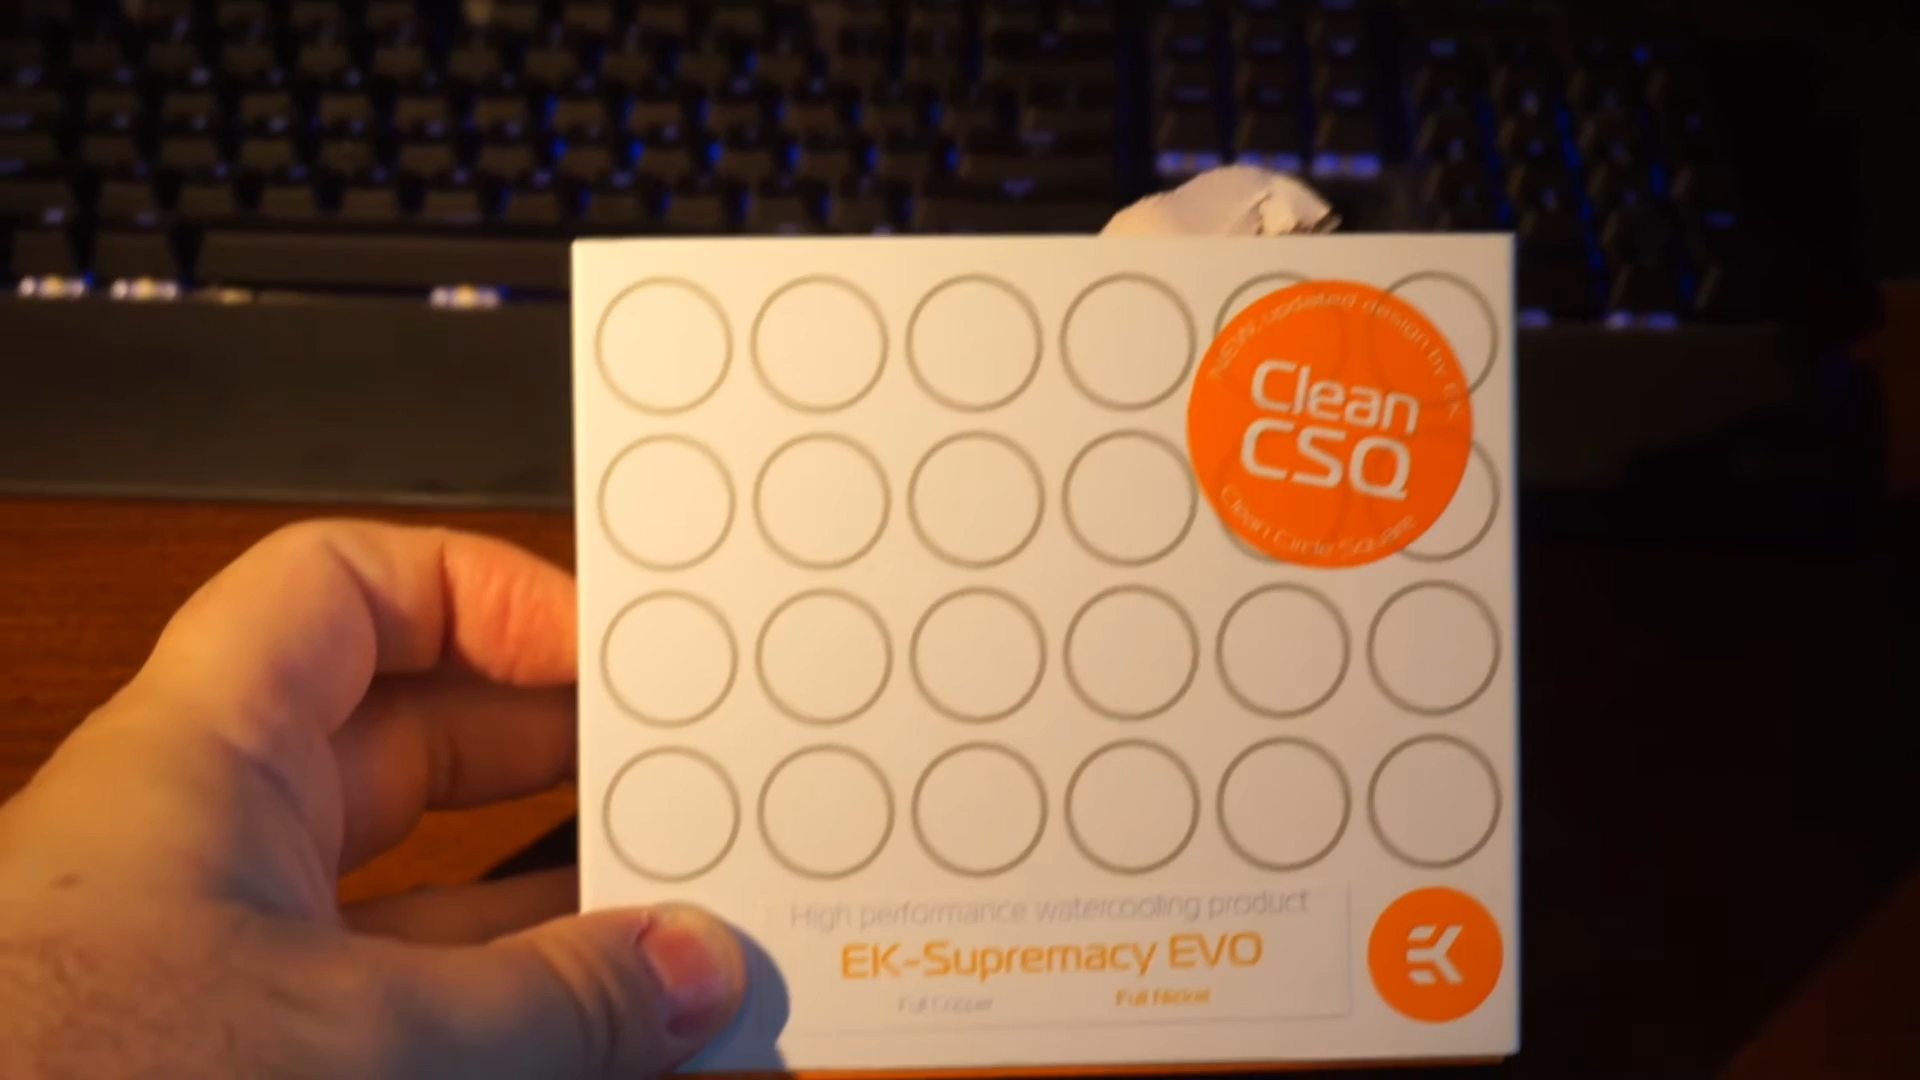 NEW updated design by EK
Clean
CSQ
Clean Circle Square
High performance watercooling product
EK-Supremacy EVO
Full Copper Full Nickel
EK